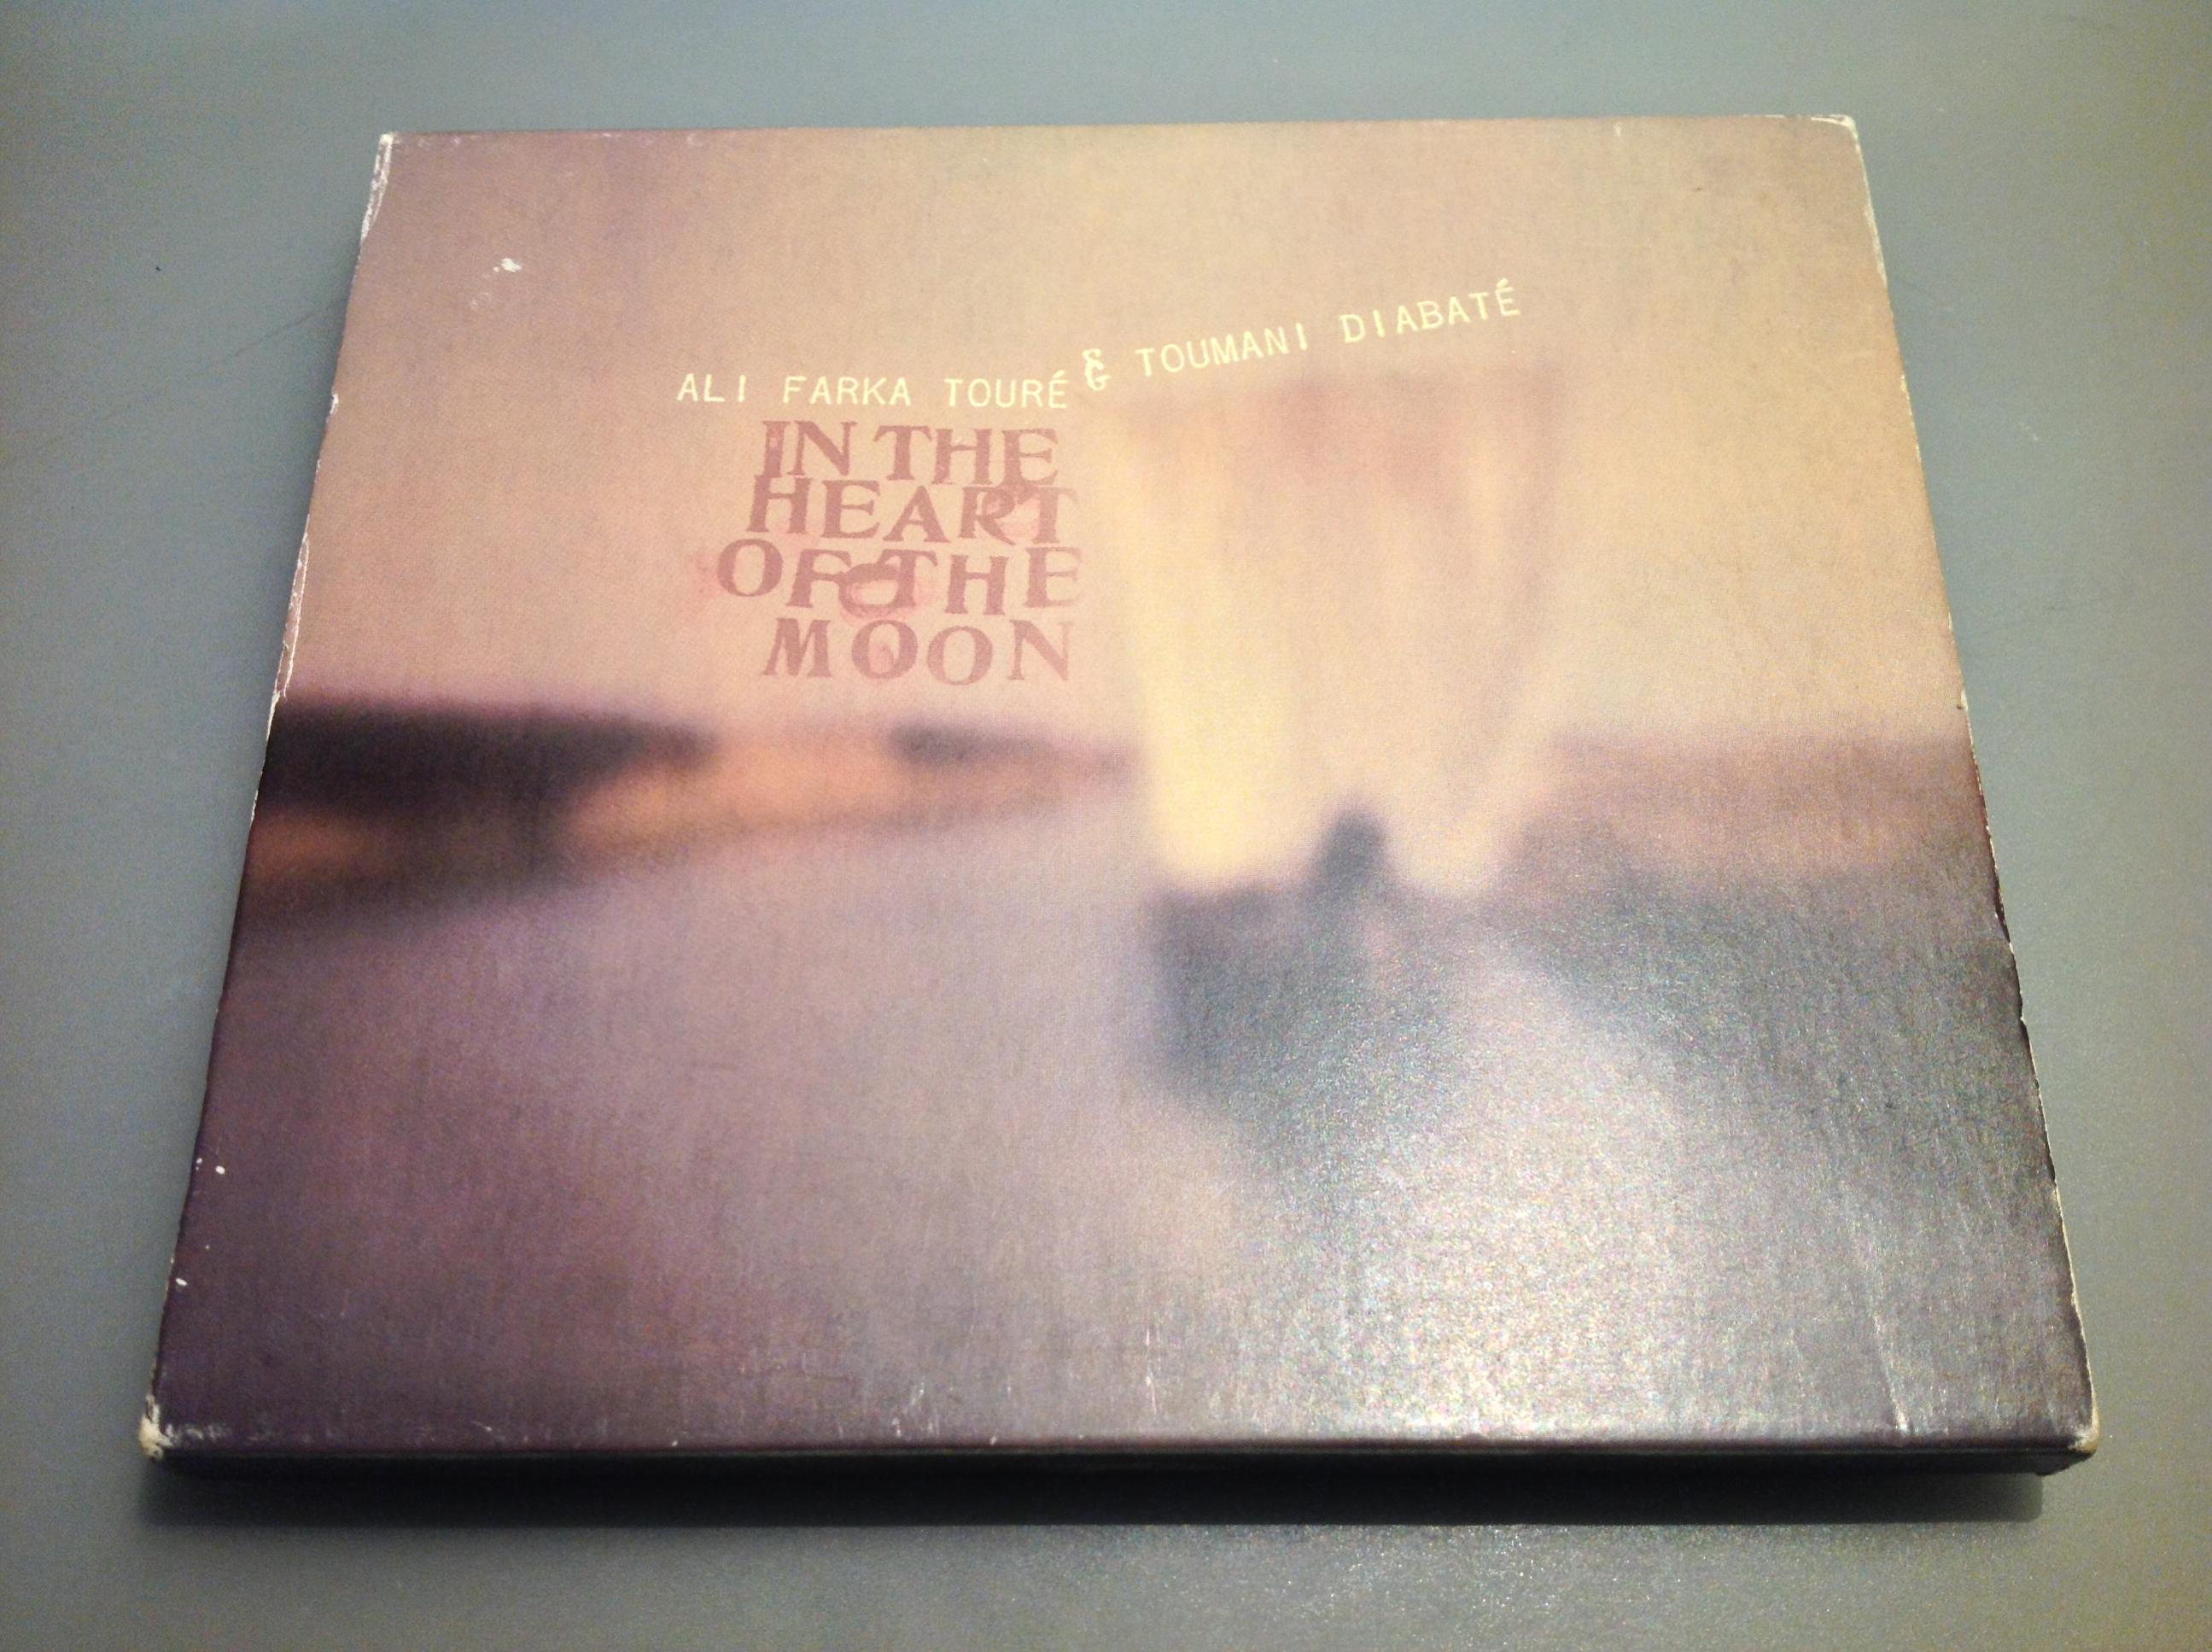 ALI FARKA TOURÉ & TOUMANI DIABATÉ
IN THE
HEART
OF THE
MOON